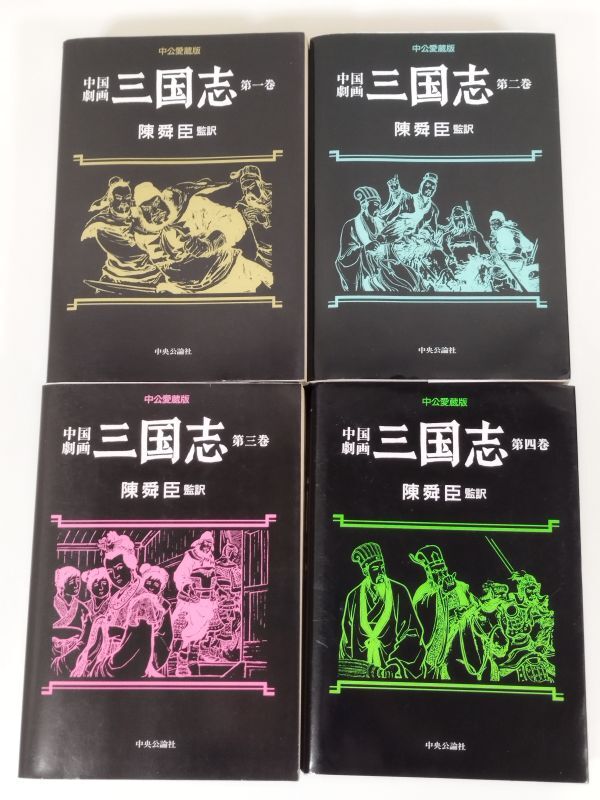 中公愛蔵版
中国劇画 三国志 第一巻
陳舜臣 監訳
中央公論社
中公愛蔵版
中国劇画 三国志 第二巻
陳舜臣 監訳
中央公論社
中公愛蔵版
中国劇画 三国志 第三巻
陳舜臣 監訳
中央公論社
中公愛蔵版
中国劇画 三国志 第四巻
陳舜臣 監訳
中央公論社